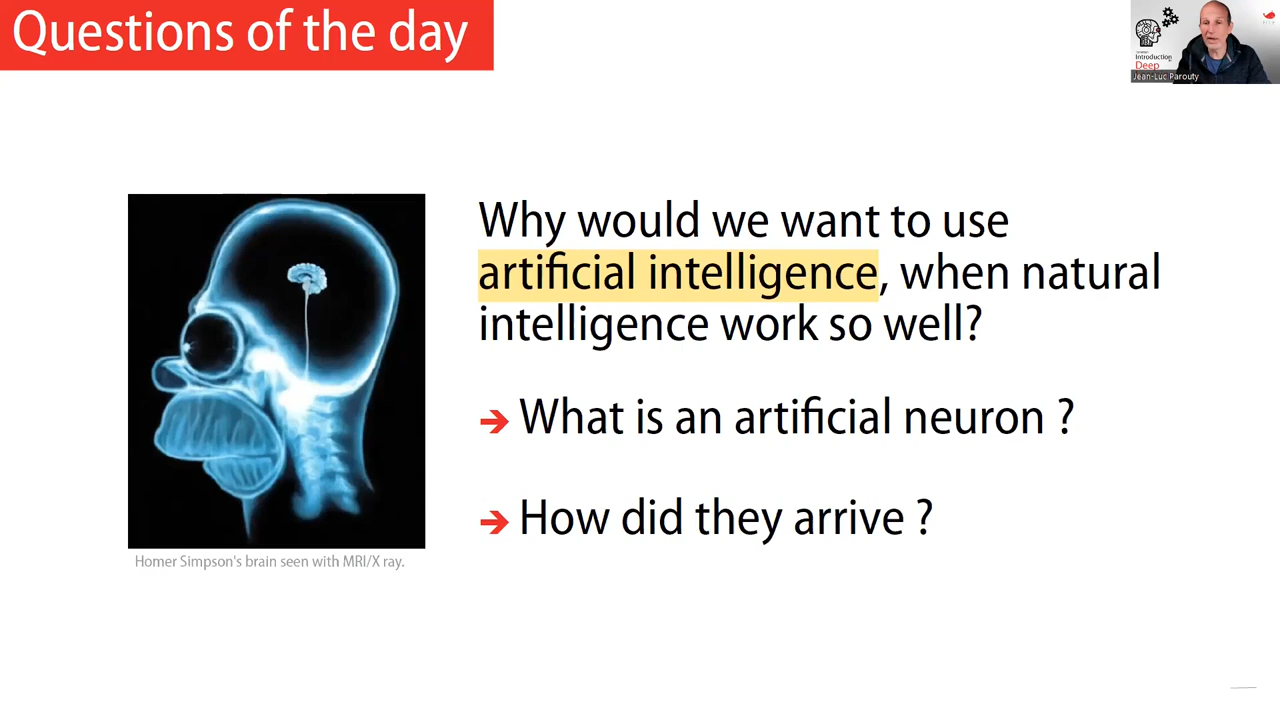 Questions of the day
Introduction
Deep
Jean-Luc Parouty
Why would we want to use
artificial intelligence, when natural
intelligence work so well?
➔ What is an artificial neuron ?
➔ How did they arrive ?
Homer Simpson's brain seen with MRI/X ray.